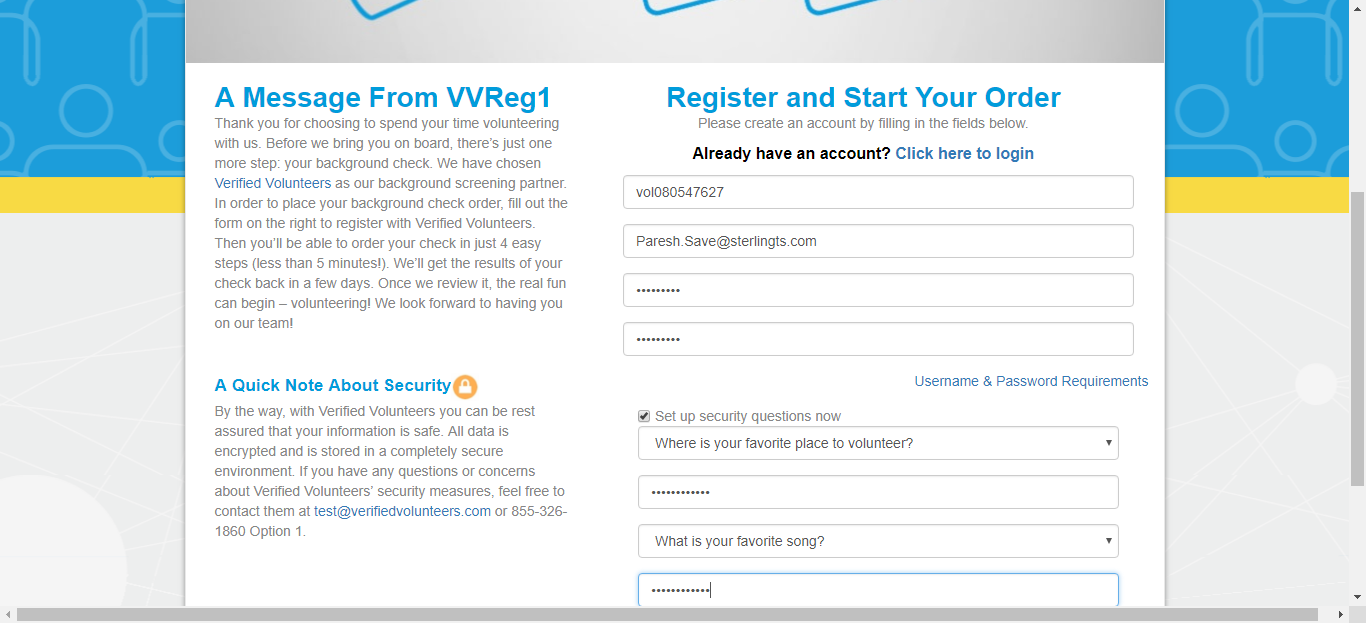 A Message From VVReg1
Thank you for choosing to spend your time volunteering
with us. Before we bring you on board, there's just one
more step: your background check. We have chosen
Verified Volunteers as our background screening partner.
In order to place your background check order, fill out the
form on the right to register with Verified Volunteers.
Then you'll be able to order your check in just 4 easy
steps (less than 5 minutes!). We'll get the results of your
check back in a few days. Once we review it, the real fun
can begin – volunteering! We look forward to having you
on our team!
A Quick Note About Security
By the way, with Verified Volunteers you can be rest
assured that your information is safe. All data is
encrypted and is stored in a completely secure
environment. If you have any questions or concerns
about Verified Volunteers' security measures, feel free to
contact them at test@verifiedvolunteers.com or 855-326-
1860 Option 1.
Register and Start Your Order
Please create an account by filling in the fields below.
Already have an account? Click here to login
vol080547627
Paresh.Save@sterlingts.com
•••••••••
•••••••••
Username & Password Requirements
Set up security questions now
Where is your favorite place to volunteer?
••••••••••••
What is your favorite song?
••••••••••••